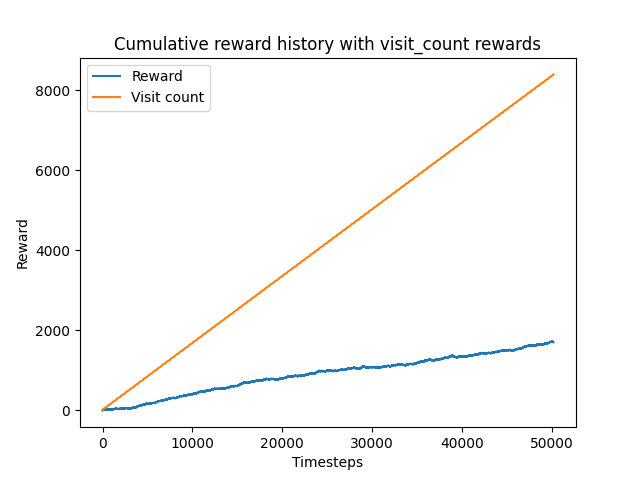 Cumulative reward history with visit_count rewards
Reward
Visit count
8000
6000
4000
2000
0
Reward
0 10000 20000 30000 40000 50000
Timesteps